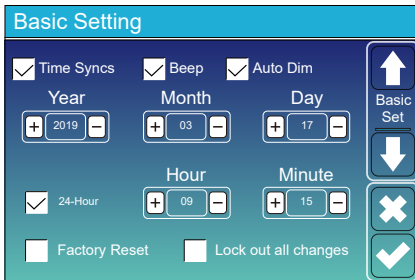 Basic Setting
Time Syncs Beep Auto Dim
Year Month Day
+ 2019 − + 03 − + 17 −
Basic
Set
Hour Minute
24-Hour + 09 − + 15 −
Factory Reset Lock out all changes